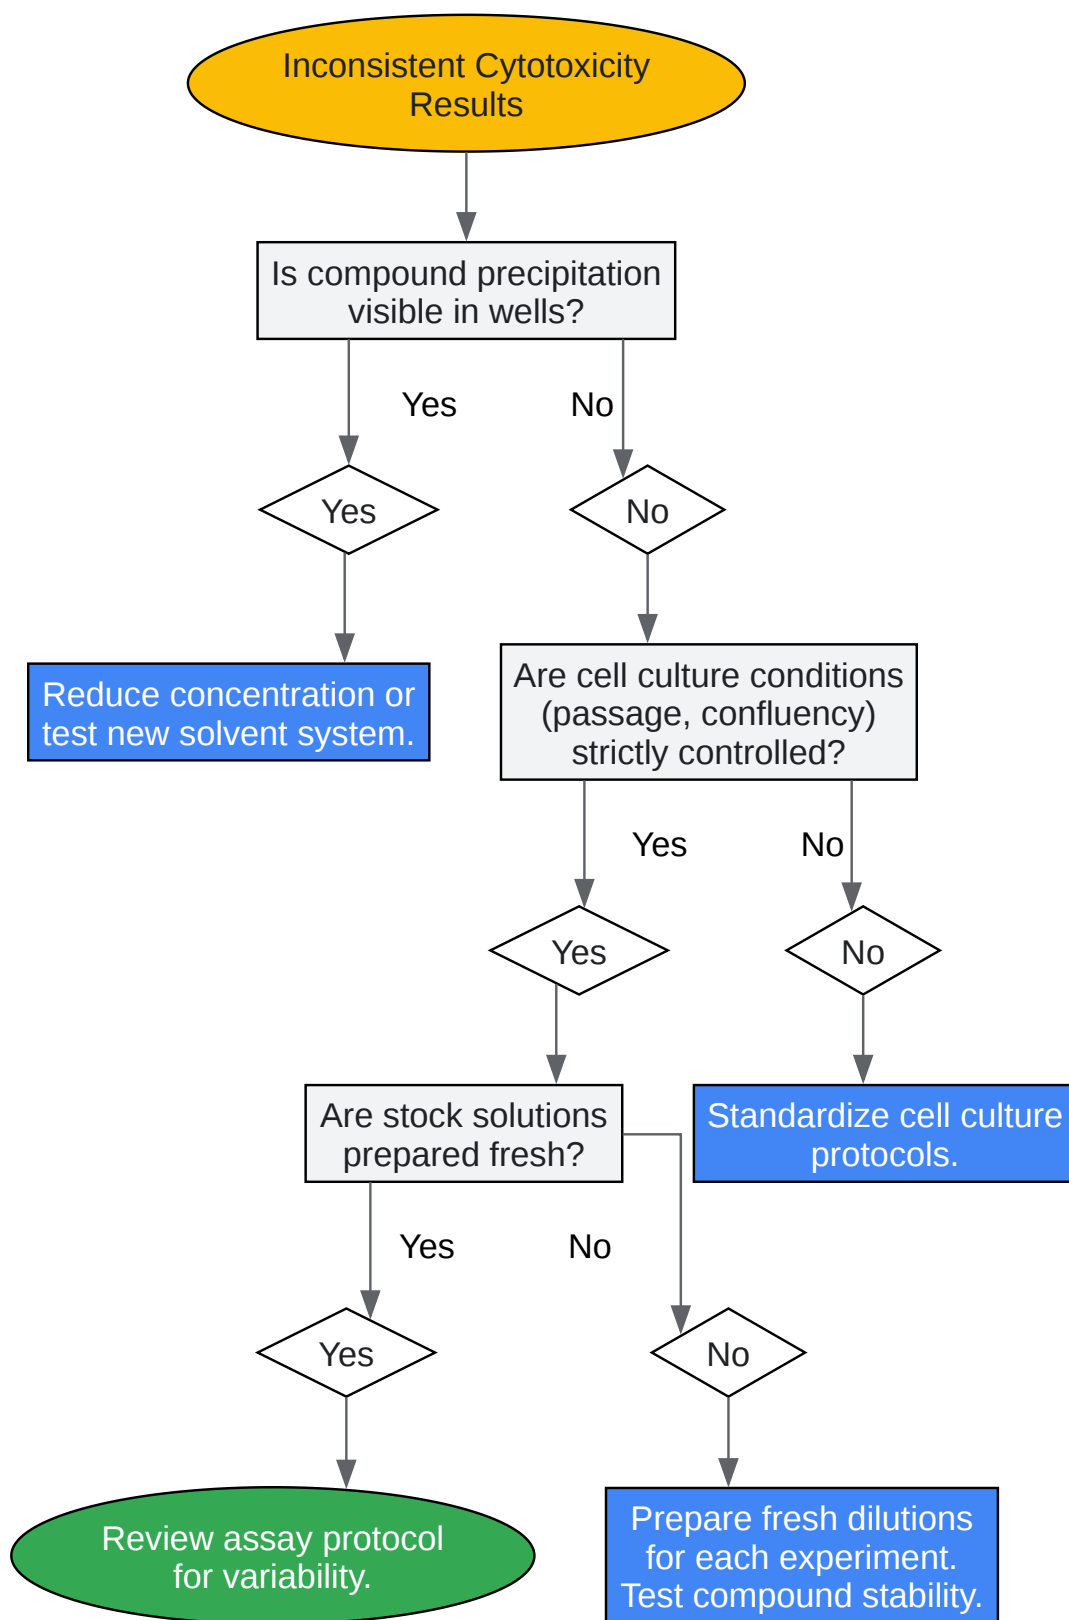 Inconsistent Cytotoxicity
Results
Is compound precipitation
visible in wells?
Yes
No
Yes
No
Reduce concentration or
test new solvent system.
Are cell culture conditions
(passage, confluency)
strictly controlled?
Yes
No
Yes
No
Are stock solutions
prepared fresh?
Standardize cell culture
protocols.
Yes
No
Yes
No
Review assay protocol
for variability.
Prepare fresh dilutions
for each experiment.
Test compound stability.